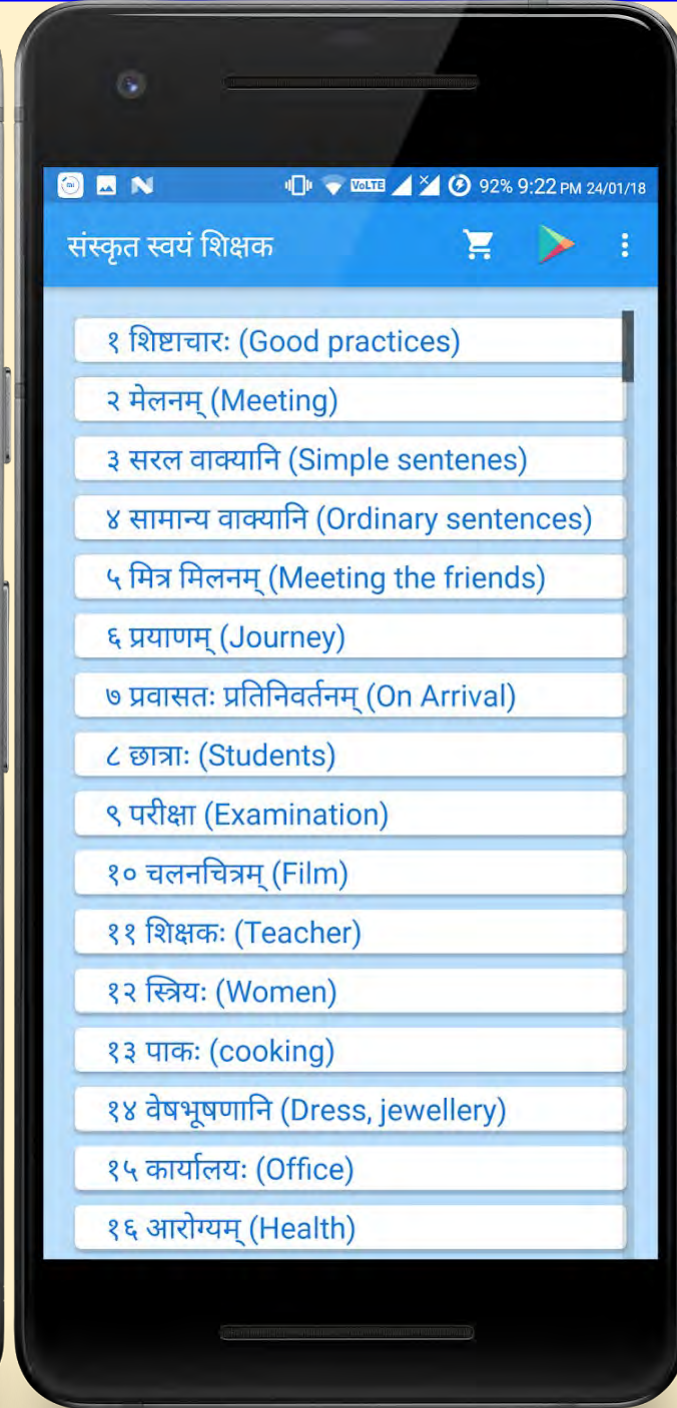 VoLTE 92% 9:22 PM 24/01/18
संस्कृत स्वयं शिक्षक
१ शिष्टाचारः (Good practices)
२ मेलनम् (Meeting)
३ सरल वाक्यानि (Simple sentenes)
४ सामान्य वाक्यानि (Ordinary sentences)
५ मित्र मिलनम् (Meeting the friends)
६ प्रयाणम् (Journey)
७ प्रवासतः प्रतिनिवर्तनम् (On Arrival)
८ छात्राः (Students)
९ परीक्षा (Examination)
१० चलनचित्रम् (Film)
११ शिक्षकः (Teacher)
१२ स्त्रियः (Women)
१३ पाकः (cooking)
१४ वेषभूषणानि (Dress, jewellery)
१५ कार्यालयः (Office)
१६ आरोग्यम् (Health)